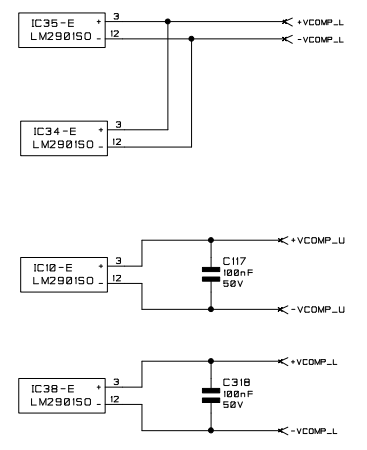 IC35-E + 3 +VCOMP_L
LM2901SO - 12 -VCOMP_L
IC34-E + 3
LM2901SO - 12
+VCOMP_U
IC10-E + 3 C117
LM2901SO - 12 100nF
50V
-VCOMP_U
+VCOMP_L
IC38-E + 3 C318
LM2901SO - 12 100nF
50V
-VCOMP_L